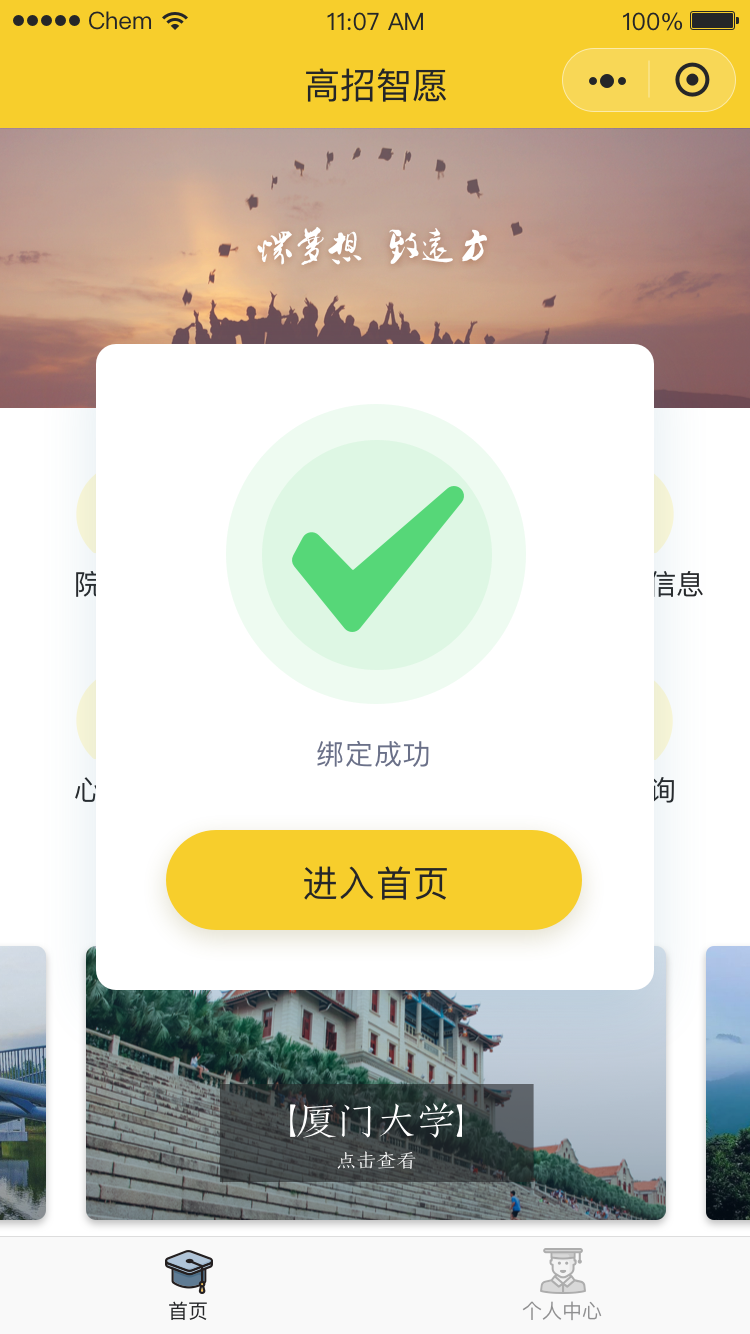 Chem 11:07 AM 100%
高招智愿
梦想 致远方
院
信息
心
询
绑定成功
进入首页
【厦门大学】
点击查看
首页
个人中心